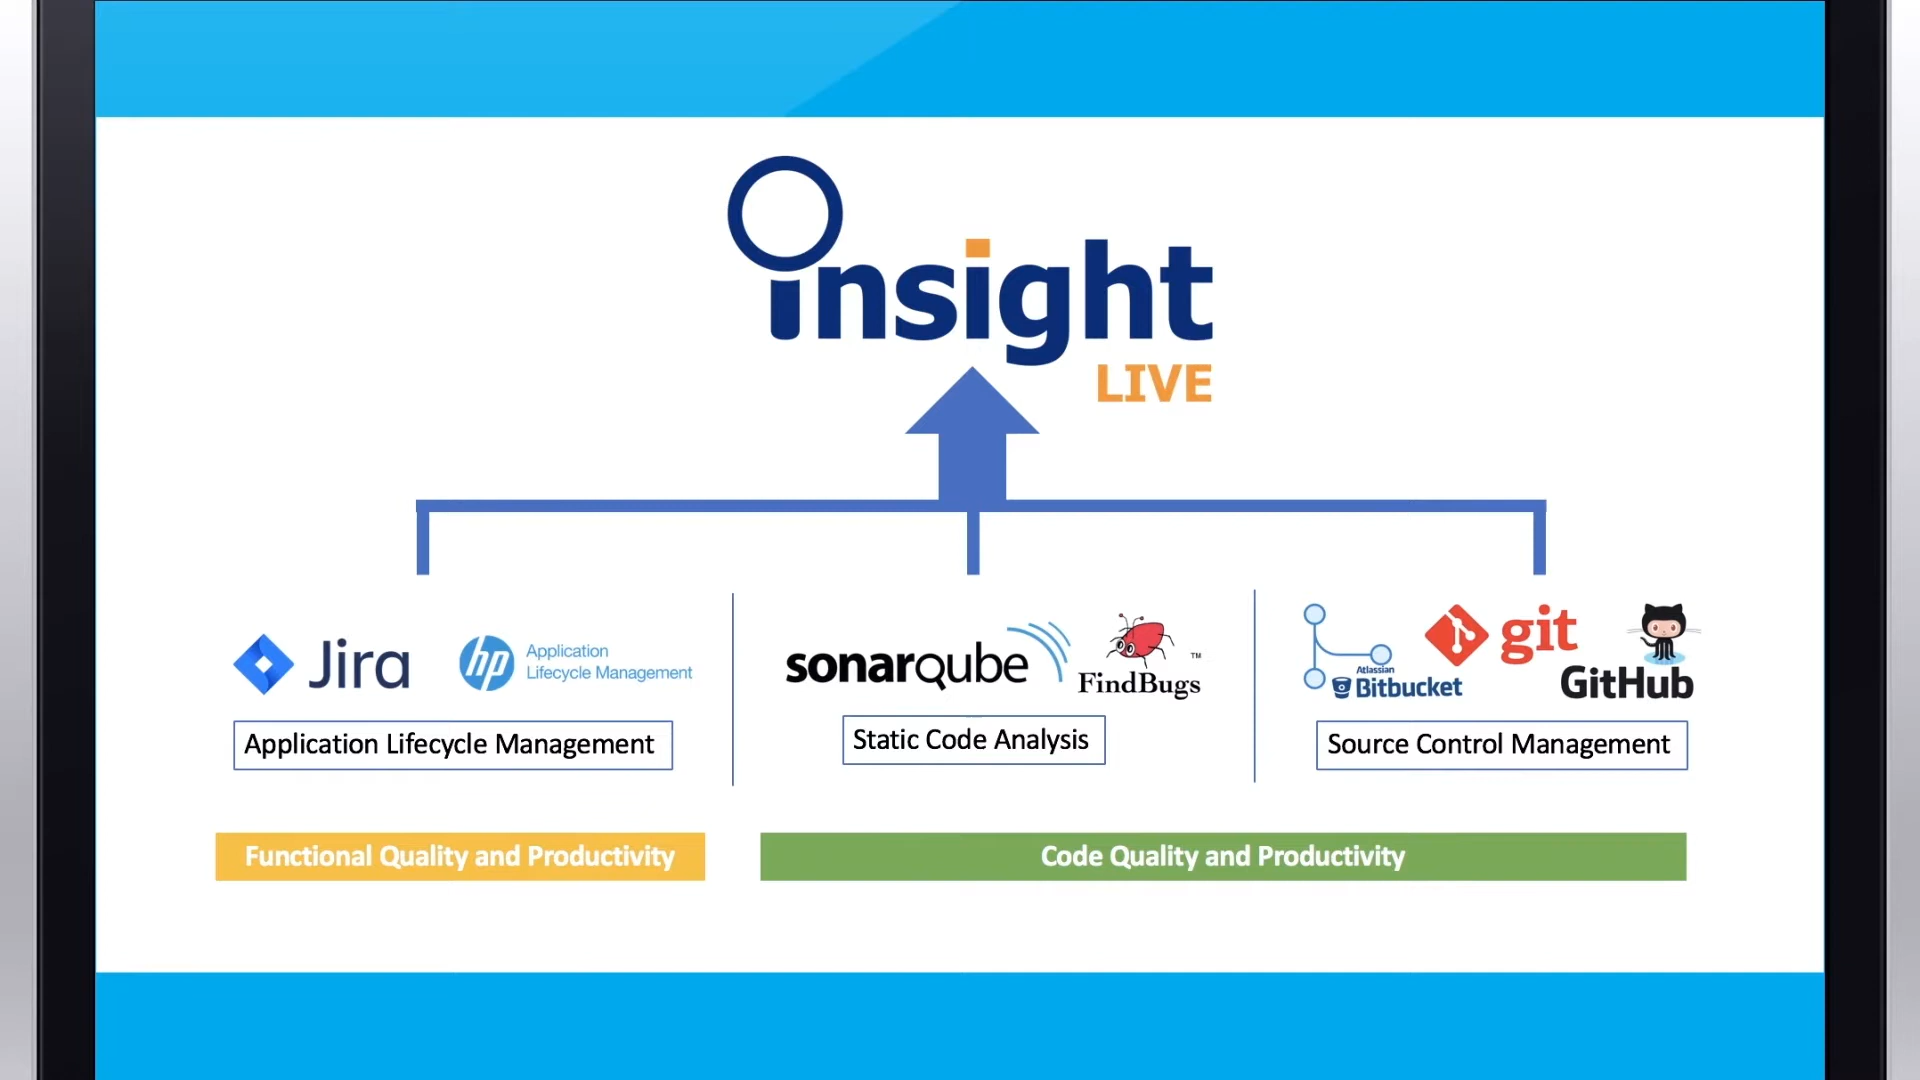 insight
LIVE
Jira
hp
Application
Lifecycle Management
sonarqube
FindBugs
™
Atlassian
Bitbucket
git
GitHub
Application Lifecycle Management
Static Code Analysis
Source Control Management
Functional Quality and Productivity
Code Quality and Productivity